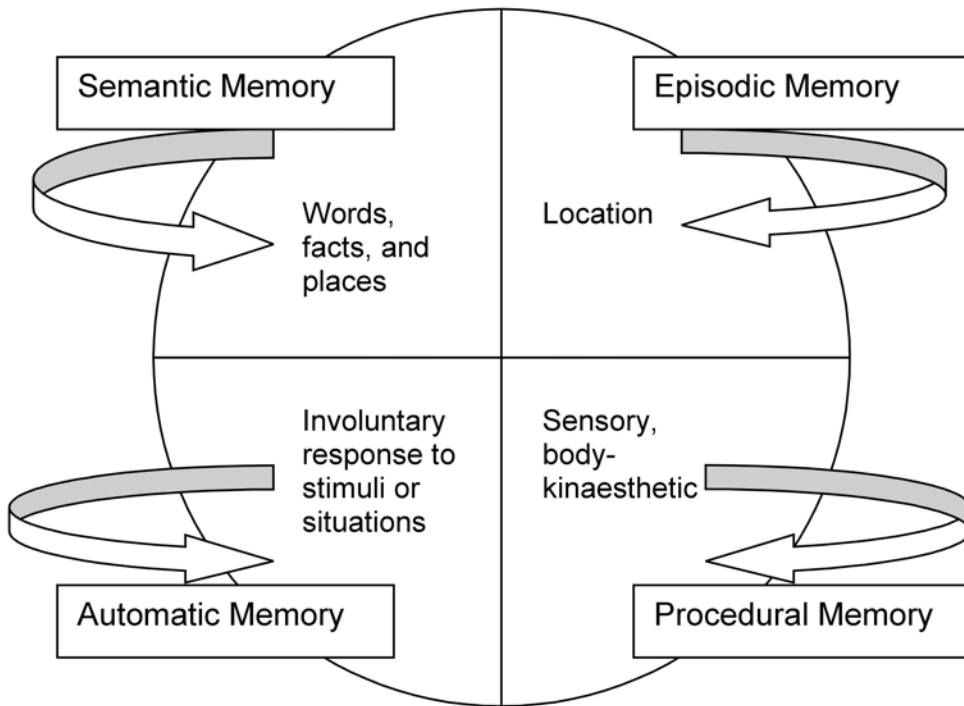 Semantic Memory
Episodic Memory
Words,
facts, and
places
Location
Involuntary
response to
stimuli or
situations
Sensory,
body-
kinaesthetic
Automatic Memory
Procedural Memory